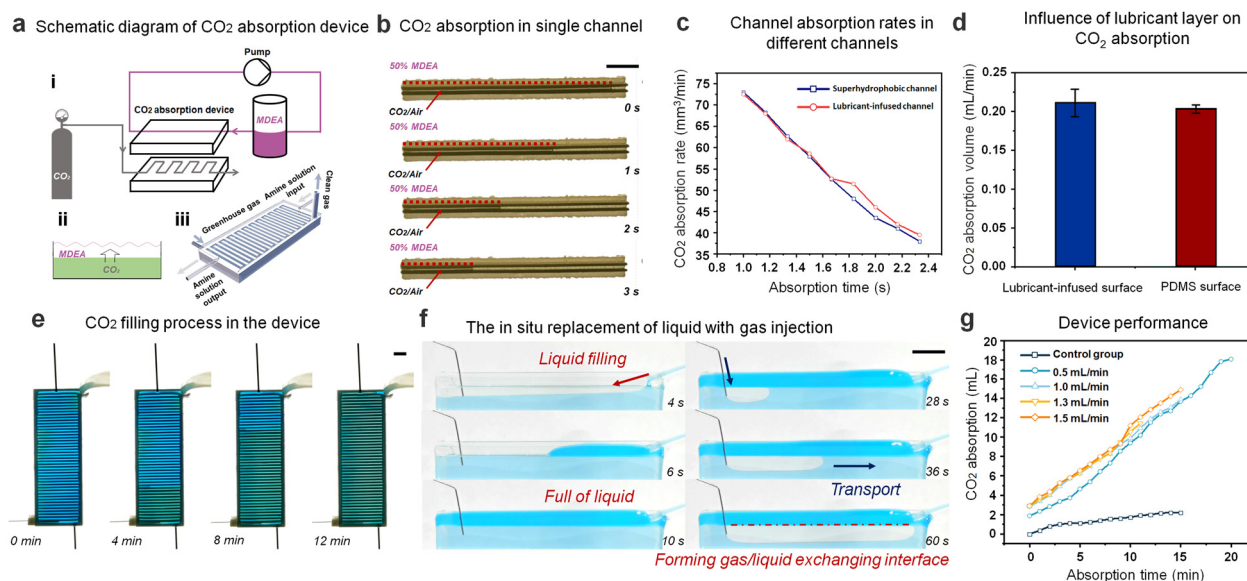 a Schematic diagram of CO2 absorption device
i
Pump
CO2 absorption device
MDEA
CO2
ii
MDEA
CO2
iii
Greenhouse gas
Amine solution
input
Clean gas
Amine
solution
output
b CO2 absorption in single channel
50% MDEA
CO2/Air
0 s
50% MDEA
CO2/Air
1 s
50% MDEA
CO2/Air
2 s
50% MDEA
CO2/Air
3 s
c Channel absorption rates in
different channels
CO2 absorption rate (mm3/min)
75
70
65
60
55
50
45
40
35
Superhydrophobic channel
Lubricant-infused channel
0.8 1.0 1.2 1.4 1.6 1.8 2.0 2.2 2.4
Absorption time (s)
d Influence of lubricant layer on
CO2 absorption
CO2 absorption volume (mL/min)
0.25
0.20
0.15
0.10
0.05
0.00
Lubricant-infused surface PDMS surface
e CO2 filling process in the device
0 min 4 min 8 min 12 min
f The in situ replacement of liquid with gas injection
Liquid filling
4 s
6 s
Full of liquid
10 s
28 s
36 s
Transport
60 s
Forming gas/liquid exchanging interface
g Device performance
CO2 absorption (mL)
20
18
16
14
12
10
8
6
4
2
0
Control group
0.5 mL/min
1.0 mL/min
1.3 mL/min
1.5 mL/min
0 5 10 15 20
Absorption time (min)